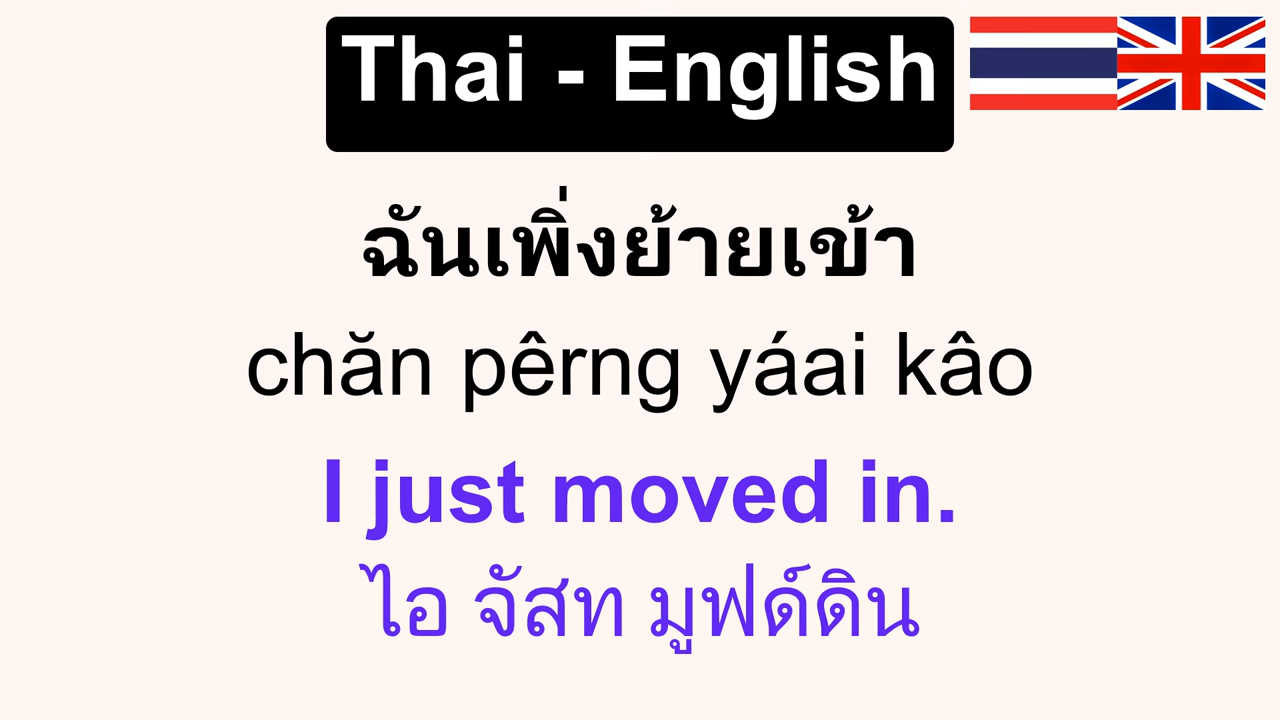 Thai - English
ฉันเพิ่งย้ายเข้า
chăn pêrng yáai kâo
I just moved in.
ไอ จัสท มูฟด์ดิน